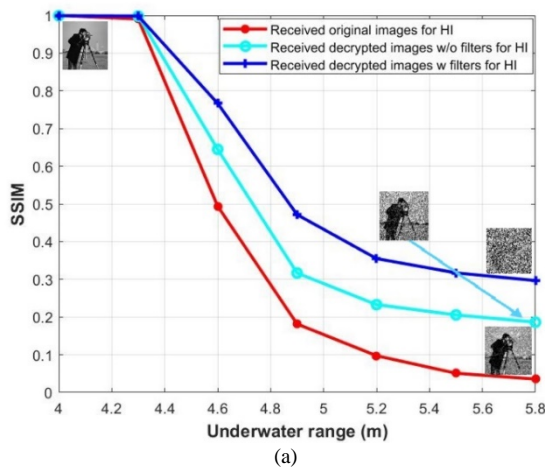 Received original images for HI
Received decrypted images w/o filters for HI
Received decrypted images w filters for HI
1
0.9
0.8
0.7
0.6
0.5
0.4
0.3
0.2
0.1
0
SSIM
4 4.2 4.4 4.6 4.8 5 5.2 5.4 5.6 5.8
Underwater range (m)
(a)